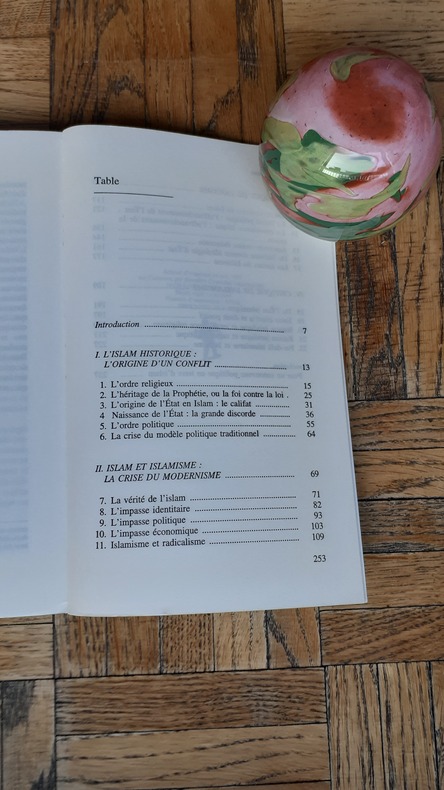 Table
Introduction ........................................ 7
I. L'ISLAM HISTORIQUE :
L'ORIGINE D'UN CONFLIT ........................ 13
1. L'ordre religieux ................................ 15
2. L'héritage de la Prophétie, ou la foi contre la loi . 25
3. L'origine de l'État en Islam : le califat ............ 31
4 Naissance de l'État : la grande discorde .......... 36
5. L'ordre politique ................................ 55
6. La crise du modèle politique traditionnel .......... 64
II. ISLAM ET ISLAMISME :
LA CRISE DU MODERNISME ...................... 69
7. La vérité de l'islam .............................. 71
8. L'impasse identitaire ............................ 82
9. L'impasse politique .............................. 93
10. L'impasse économique .......................... 103
11. Islamisme et radicalisme ........................ 109
253